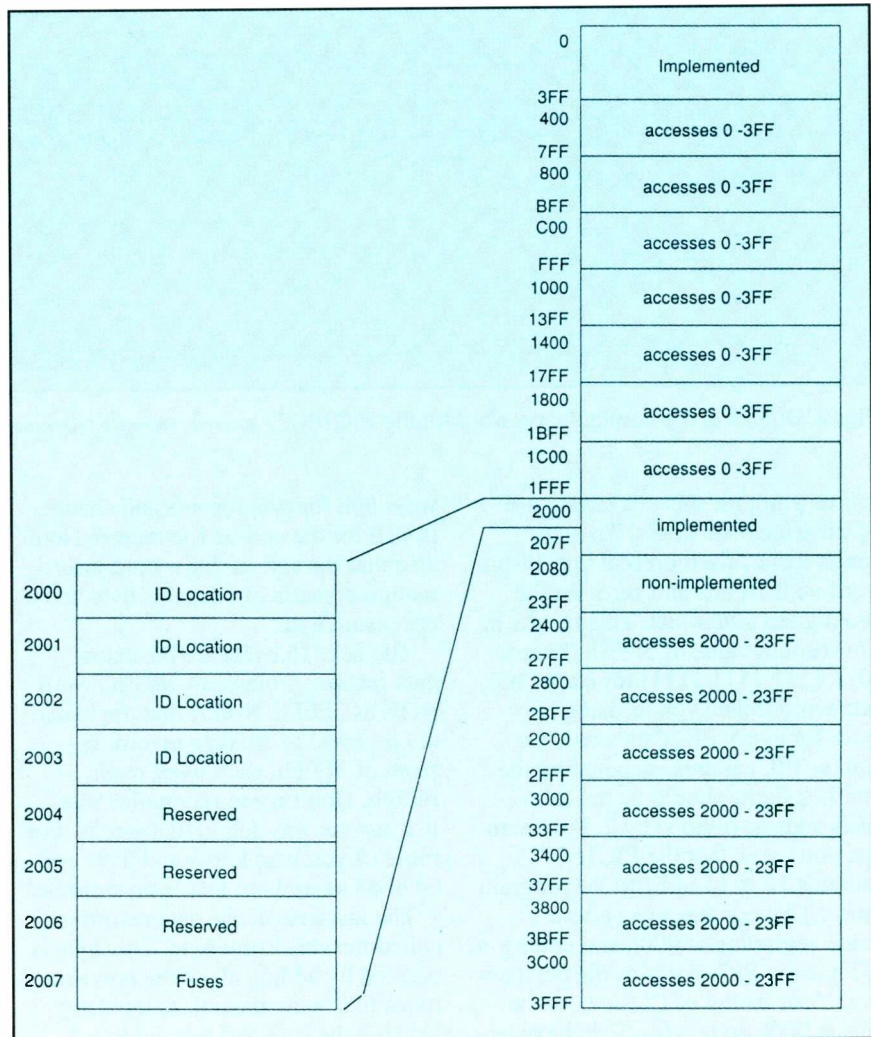 0
Implemented
3FF
400
accesses 0 -3FF
7FF
800
accesses 0 -3FF
BFF
C00
accesses 0 -3FF
FFF
1000
accesses 0 -3FF
13FF
1400
accesses 0 -3FF
17FF
1800
accesses 0 -3FF
1BFF
1C00
accesses 0 -3FF
1FFF
2000
implemented
207F
2080
non-implemented
23FF
2400
accesses 2000 - 23FF
27FF
2800
accesses 2000 - 23FF
2BFF
2C00
accesses 2000 - 23FF
2FFF
3000
accesses 2000 - 23FF
33FF
3400
accesses 2000 - 23FF
37FF
3800
accesses 2000 - 23FF
3BFF
3C00
accesses 2000 - 23FF
3FFF
2000 ID Location
2001 ID Location
2002 ID Location
2003 ID Location
2004 Reserved
2005 Reserved
2006 Reserved
2007 Fuses